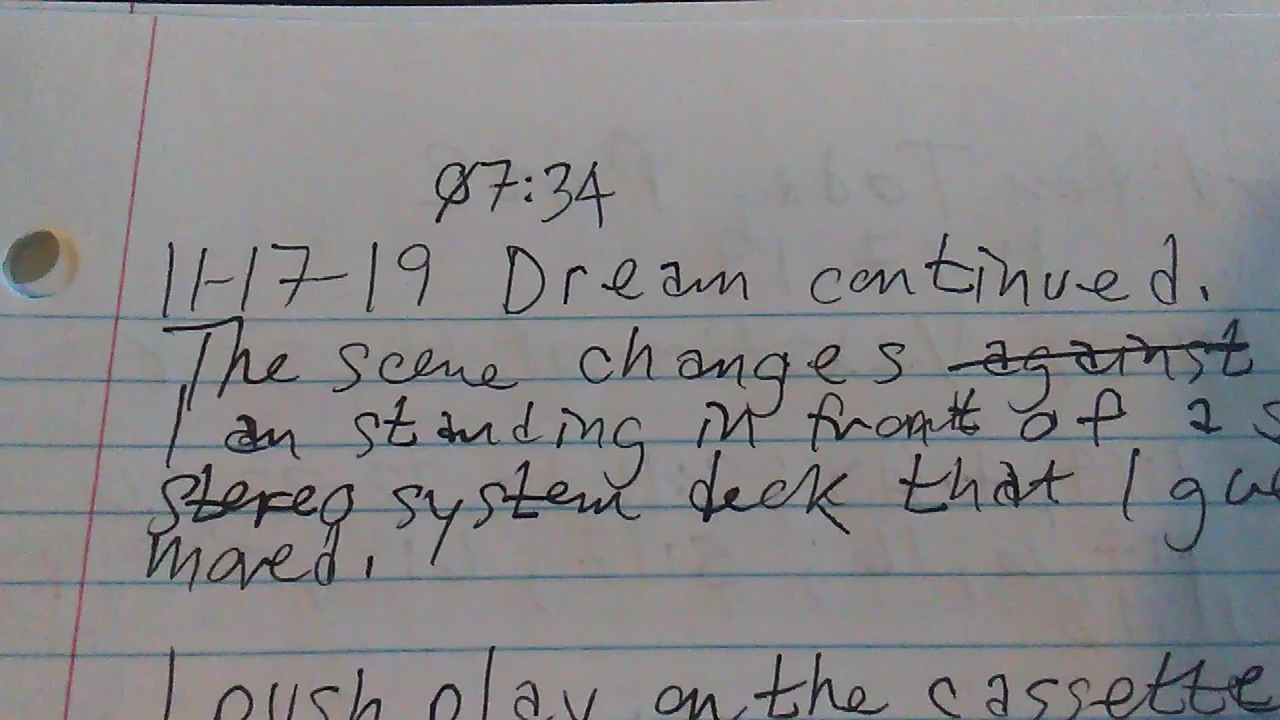 07:34
11-17-19 Dream continued.
The scene changes against
I am standing in front of a s
stereo system deck that I gu
moved.
I push play on the cassette